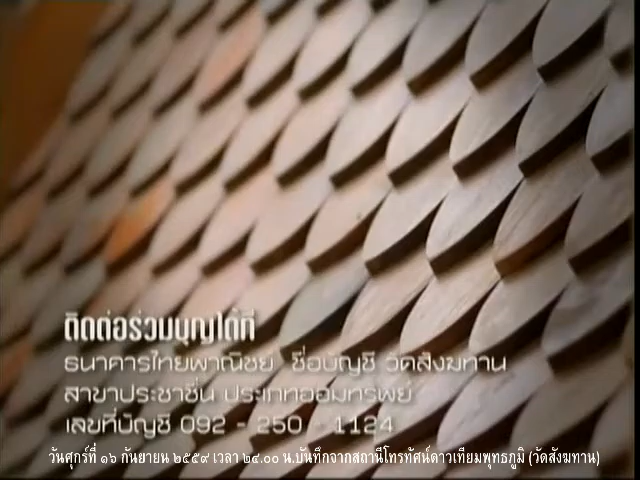 ติดต่อร่วมบุญได้ที่
ธนาคารไทยพาณิชย์ ชื่อบัญชี วัดสังฆทาน
สาขาประชาชื่น ประเภทออมทรัพย์
เลขที่บัญชี 092 - 250 - 1124
วันศุกร์ที่ ๑๖ กันยายน ๒๕๕๙ เวลา ๒๔.๐๐ น.บันทึกจากสถานีโทรทัศน์ดาวเทียมพุทธภูมิ (วัดสังฆทาน)